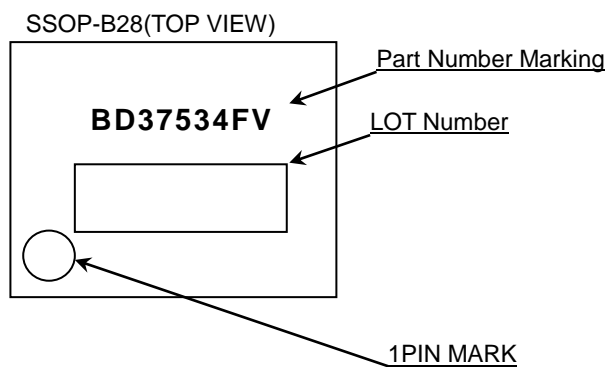 SSOP-B28(TOP VIEW)
Part Number Marking
BD37534FV
LOT Number
1PIN MARK